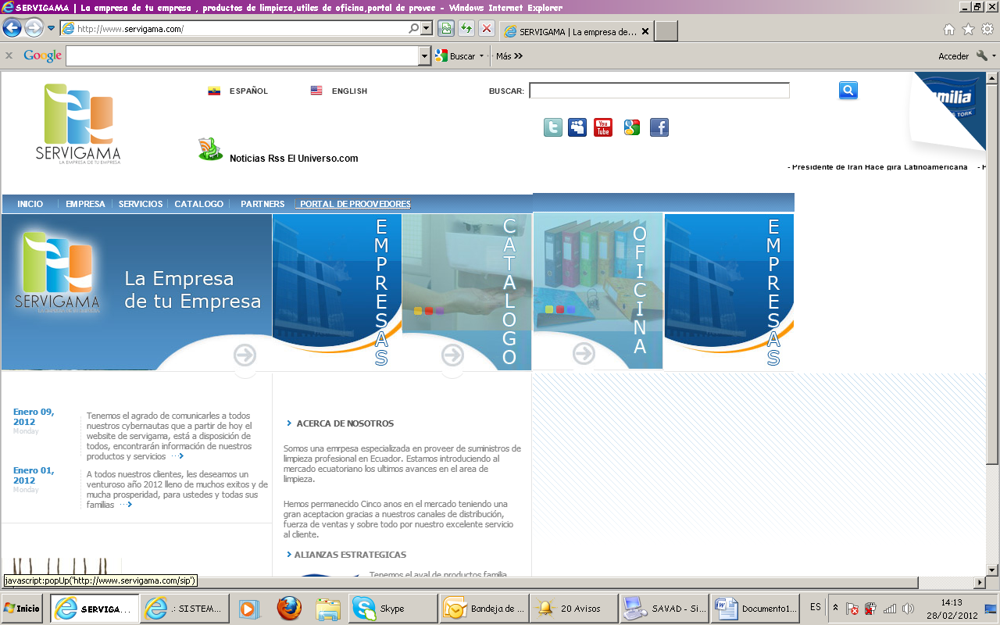 SERVIGAMA | La empresa de tu empresa , productos de limpieza,utiles de oficina,portal de provee - Windows Internet Explorer
http://www.servigama.com/
SERVIGAMA | La empresa de...
Google
Buscar
Más
Acceder
ESPAÑOL
ENGLISH
BUSCAR:
SERVIGAMA
LA EMPRESA DE TU EMPRESA
You
Tube
Noticias Rss El Universo.com
- Presidente de Iran Hace gira Latinoamericana
INICIO
EMPRESA
SERVICIOS
CATALOGO
PARTNERS
PORTAL DE PROOVEDORES
SERVIGAMA
La Empresa
de tu Empresa
EMPRESAS
CATALOGO
OFICINA
EMPRESAS
Enero 09,
2012
Monday
Tenemos el agrado de comunicarles a todos
nuestros cybernautas que a partir de hoy el
website de servigama, está a disposición de
todos, encontrarán información de nuestros
productos y servicios
Enero 01,
2012
Monday
A todos nuestros clientes, les deseamos un
venturoso año 2012 lleno de muchos exitos y de
mucha prosperidad, para ustedes y todas sus
familias
ACERCA DE NOSOTROS
Somos una emrpesa especializada en proveer de suministros de
limpieza profesional en Ecuador. Estamos introduciendo al
mercado ecuatoriano los ultimos avances en el area de
limpieza.
Hemos permanecido Cinco anos en el mercado teniendo una
gran aceptacion gracias a nuestros canales de distribución,
fuerza de ventas y sobre todo por nuestro excelente servicio
al cliente.
ALIANZAS ESTRATEGICAS
Tenemos el aval de productos familia
javascript:popUp('http://www.servigama.com/sip')
Inicio
SERVIGA...
.: SISTEM...
Skype
Bandeja de ...
20 Avisos
SAVAD - Si...
Documento1...
ES
14:13
28/02/2012